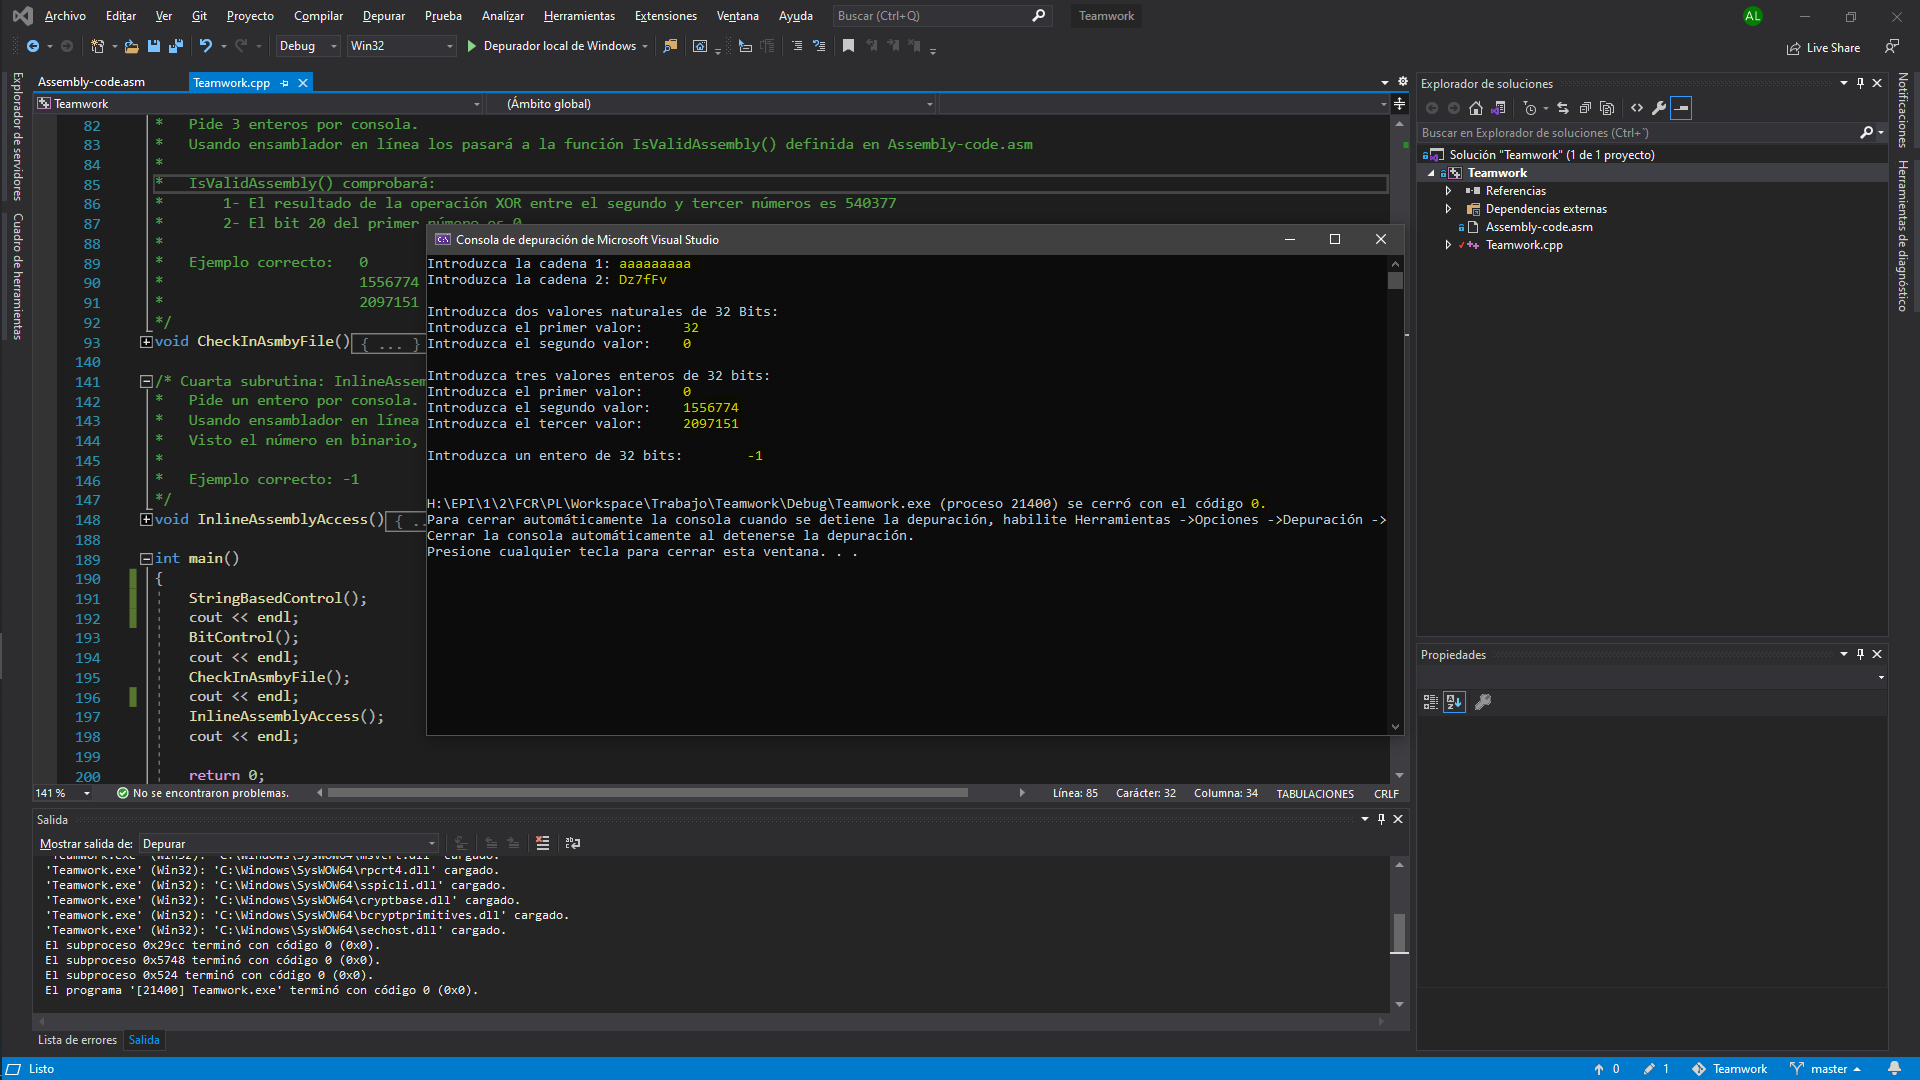 Archivo Editar Ver Git Proyecto Compilar Depurar Prueba Analizar Herramientas Extensiones Ventana Ayuda Buscar (Ctrl+Q) Teamwork AL
Debug Win32 Depurador local de Windows Live Share
Explorador de servidores
Cuadro de herramientas
Assembly-code.asm Teamwork.cpp
Teamwork (Ámbito global)
82 * Pide 3 enteros por consola.
83 * Usando ensamblador en línea los pasará a la función IsValidAssembly() definida en Assembly-code.asm
84 *
85 * IsValidAssembly() comprobará:
86 * 1- El resultado de la operación XOR entre el segundo y tercer números es 540377
87 * 2- El bit 20 del primer número es 0
88 *
89 * Ejemplo correcto: 0
90 * 1556774
91 * 2097151
92 */
93 void CheckInAsmbyFile() { ... }
140
141 /* Cuarta subrutina: InlineAssem
142 * Pide un entero por consola.
143 * Usando ensamblador en línea
144 * Visto el número en binario,
145 *
146 * Ejemplo correcto: -1
147 */
148 void InlineAssemblyAccess() { ..
188
189 int main()
190 {
191 StringBasedControl();
192 cout << endl;
193 BitControl();
194 cout << endl;
195 CheckInAsmbyFile();
196 cout << endl;
197 InlineAssemblyAccess();
198 cout << endl;
199
200 return 0;
Consola de depuración de Microsoft Visual Studio
Introduzca la cadena 1: aaaaaaaaa
Introduzca la cadena 2: Dz7fFv
Introduzca dos valores naturales de 32 Bits:
Introduzca el primer valor: 32
Introduzca el segundo valor: 0
Introduzca tres valores enteros de 32 bits:
Introduzca el primer valor: 0
Introduzca el segundo valor: 1556774
Introduzca el tercer valor: 2097151
Introduzca un entero de 32 bits: -1
H:\EPI\1\2\FCR\PL\Workspace\Trabajo\Teamwork\Debug\Teamwork.exe (proceso 21400) se cerró con el código 0.
Para cerrar automáticamente la consola cuando se detiene la depuración, habilite Herramientas ->Opciones ->Depuración ->
Cerrar la consola automáticamente al detenerse la depuración.
Presione cualquier tecla para cerrar esta ventana. . .
141 % No se encontraron problemas. Línea: 85 Carácter: 32 Columna: 34 TABULACIONES CRLF
Salida
Mostrar salida de: Depurar
'Teamwork.exe' (Win32): 'C:\Windows\SysWOW64\msvcrt.dll' cargado.
'Teamwork.exe' (Win32): 'C:\Windows\SysWOW64\rpcrt4.dll' cargado.
'Teamwork.exe' (Win32): 'C:\Windows\SysWOW64\sspicli.dll' cargado.
'Teamwork.exe' (Win32): 'C:\Windows\SysWOW64\cryptbase.dll' cargado.
'Teamwork.exe' (Win32): 'C:\Windows\SysWOW64\bcryptprimitives.dll' cargado.
'Teamwork.exe' (Win32): 'C:\Windows\SysWOW64\sechost.dll' cargado.
El subproceso 0x29cc terminó con código 0 (0x0).
El subproceso 0x5748 terminó con código 0 (0x0).
El subproceso 0x524 terminó con código 0 (0x0).
El programa '[21400] Teamwork.exe' terminó con código 0 (0x0).
Lista de errores Salida
Explorador de soluciones
Buscar en Explorador de soluciones (Ctrl+`)
Solución "Teamwork" (1 de 1 proyecto)
Teamwork
Referencias
Dependencias externas
Assembly-code.asm
Teamwork.cpp
Propiedades
Notificaciones
Herramientas de diagnóstico
Listo 0 1 Teamwork master